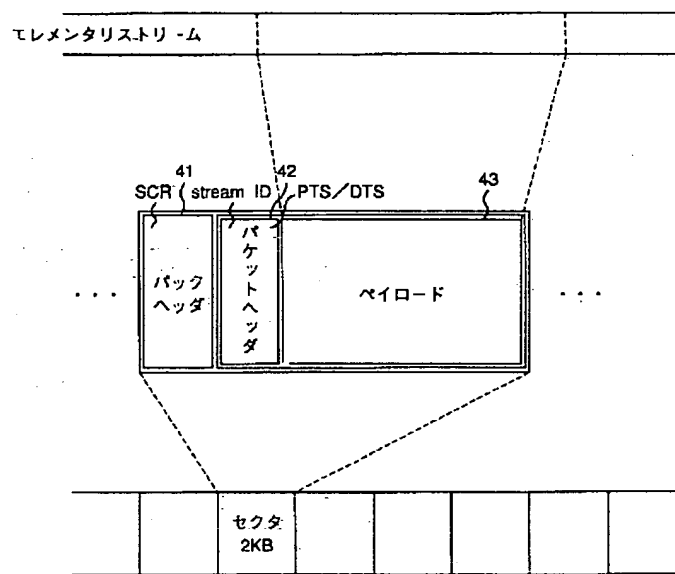 エレメンタリストリーム
41
42
43
SCR stream ID PTS/DTS
パック
ヘッダ
パケットヘッダ
ペイロード
セクタ
2KB